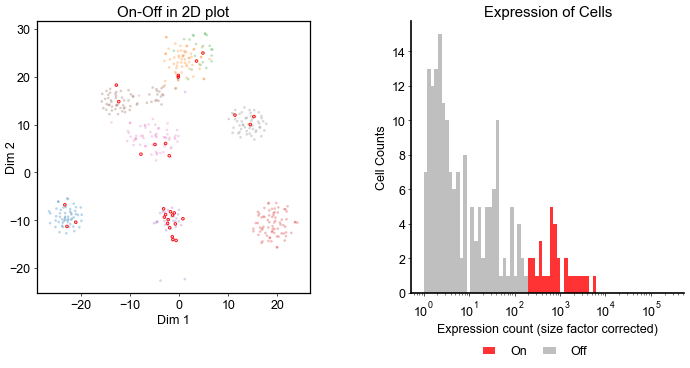 On-Off in 2D plot
30
20
10
0
−10
−20
−20 −10 0 10 20
Dim 2
Dim 1
Expression of Cells
14
12
10
8
6
4
2
0
10^0 10^1 10^2 10^3 10^4 10^5
Cell Counts
Expression count (size factor corrected)
On Off